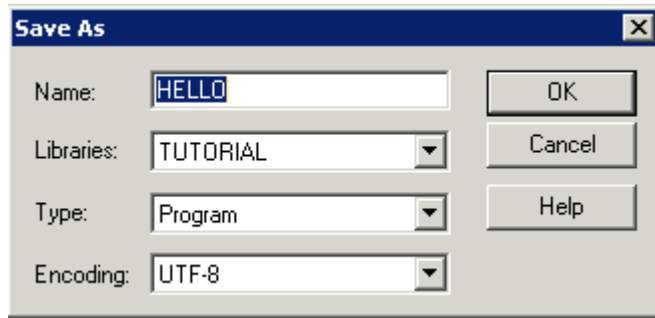 Save As
Name: HELLO OK
Libraries: TUTORIAL Cancel
Type: Program Help
Encoding: UTF-8